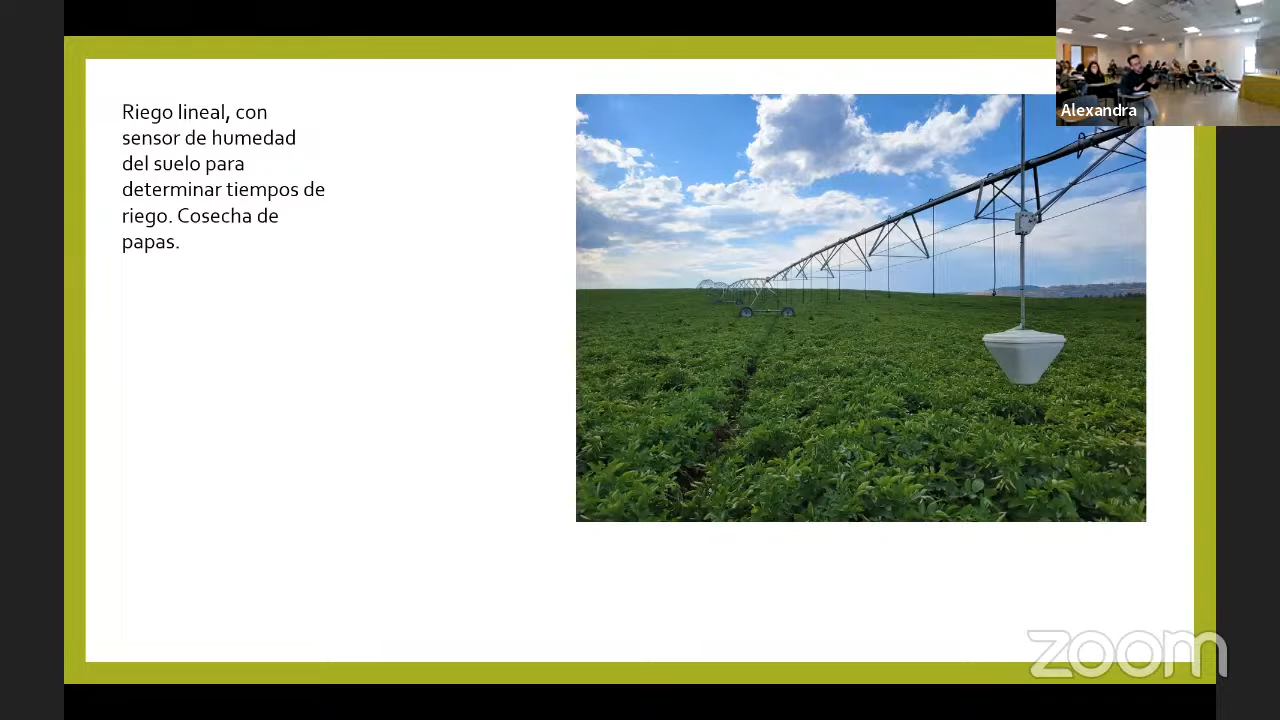 Riego lineal, con
sensor de humedad
del suelo para
determinar tiempos de
riego. Cosecha de
papas.
Alexandra
zoom